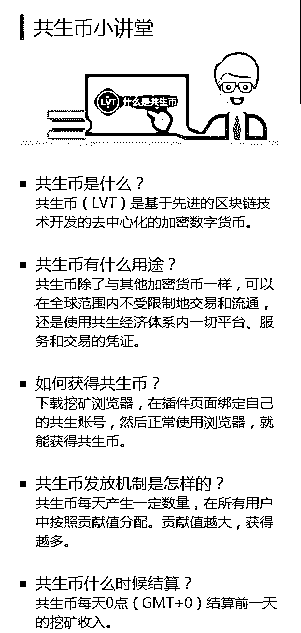 共生币小讲堂
LVT 什么是共生币
共生币是什么？
共生币（LVT）是基于先进的区块链技
术开发的去中心化的加密数字货币。
共生币有什么用途？
共生币除了与其他加密货币一样，可以
在全球范围内不受限制地交易和流通，
还是使用共生经济体系内一切平台、服
务和交易的凭证。
如何获得共生币？
下载挖矿浏览器，在插件页面绑定自己
的共生账号，然后正常使用浏览器，就
能获得共生币。
共生币发放机制是怎样的？
共生币每天产生一定数量，在所有用户
中按照贡献值分配。贡献值越大，获得
越多。
共生币什么时候结算？
共生币每天0点（GMT+0）结算前一天
的挖矿收入。